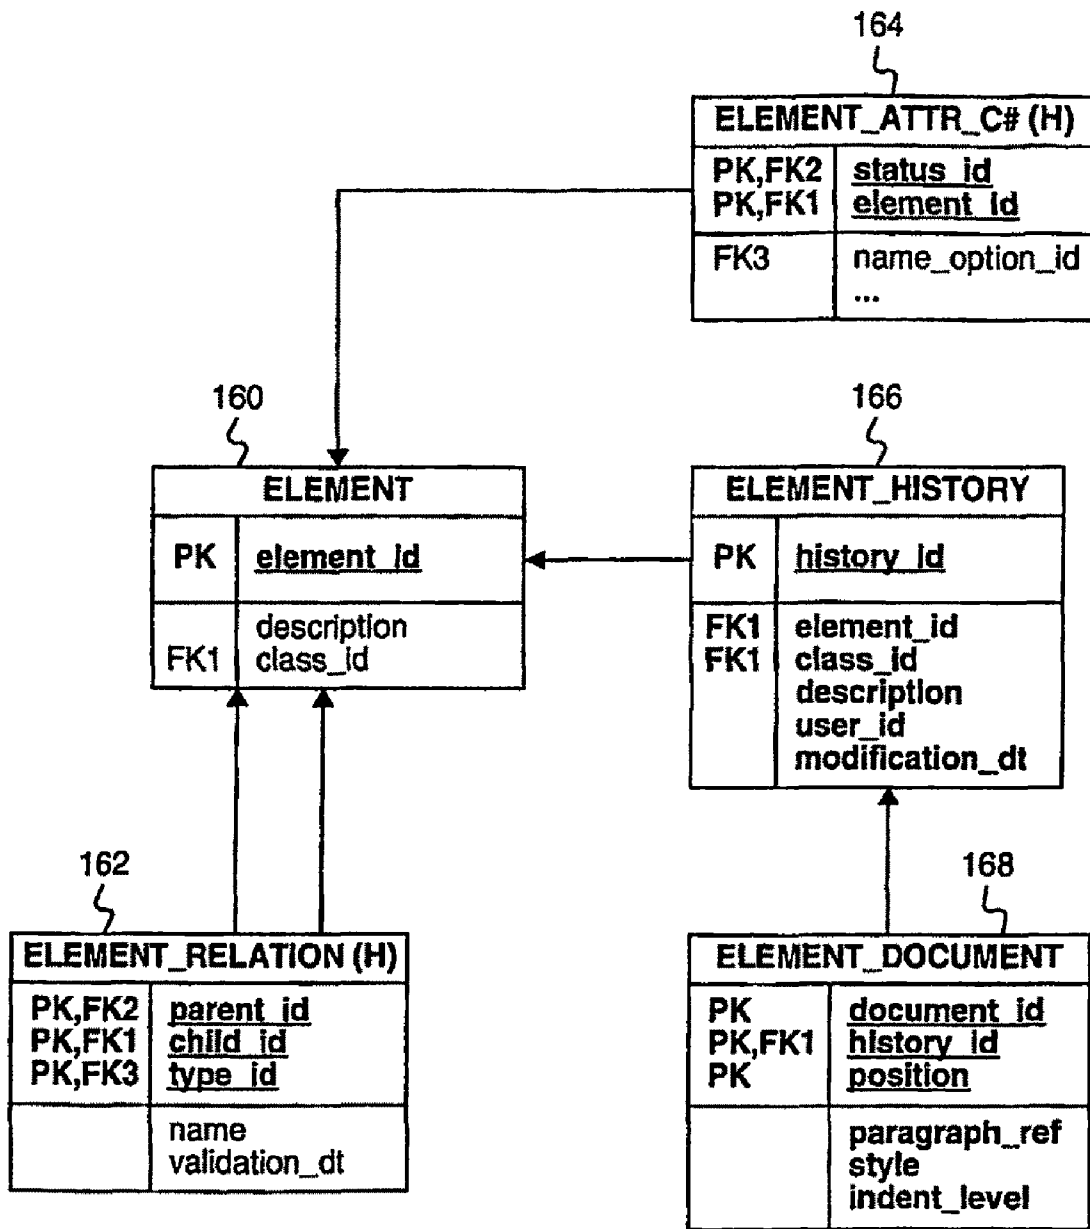 164
ELEMENT_ATTR_C# (H)
PK,FK2 status_id
PK,FK1 element_id
FK3 name_option_id
...
160
ELEMENT
PK element_id
description
FK1 class_id
166
ELEMENT_HISTORY
PK history_id
FK1 element_id
FK1 class_id
description
user_id
modification_dt
162
ELEMENT_RELATION (H)
PK,FK2 parent_id
PK,FK1 child_id
PK,FK3 type_id
name
validation_dt
168
ELEMENT_DOCUMENT
PK document_id
PK,FK1 history_id
PK position
paragraph_ref
style
indent_level